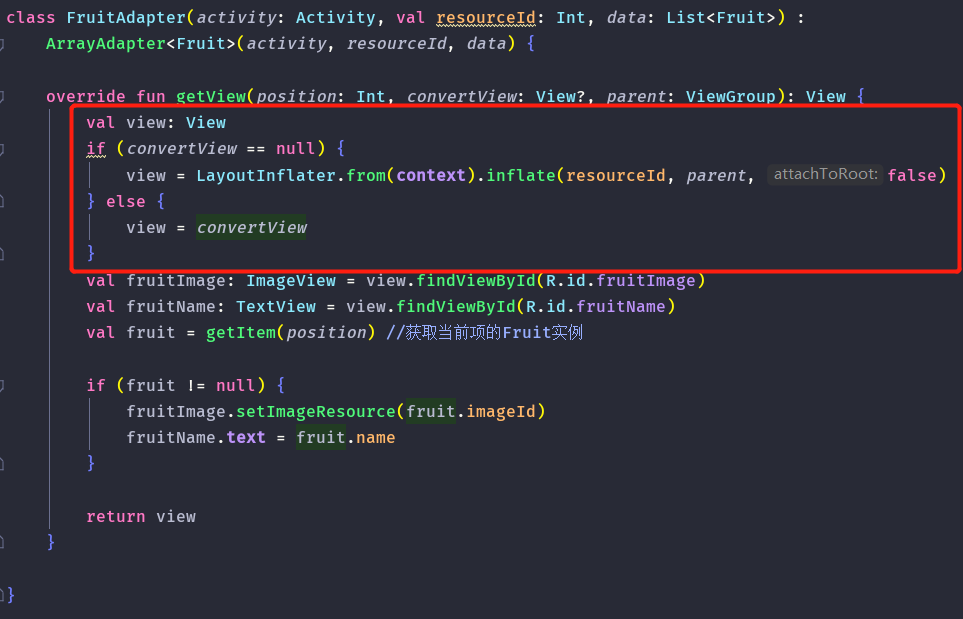 class FruitAdapter(activity: Activity, val resourceId: Int, data: List<Fruit>) :
    ArrayAdapter<Fruit>(activity, resourceId, data) {

    override fun getView(position: Int, convertView: View?, parent: ViewGroup): View {
        val view: View
        if (convertView == null) {
            view = LayoutInflater.from(context).inflate(resourceId, parent, attachToRoot: false)
        } else {
            view = convertView
        }
        val fruitImage: ImageView = view.findViewById(R.id.fruitImage)
        val fruitName: TextView = view.findViewById(R.id.fruitName)
        val fruit = getItem(position) //获取当前项的Fruit实例

        if (fruit != null) {
            fruitImage.setImageResource(fruit.imageId)
            fruitName.text = fruit.name
        }

        return view
    }

}